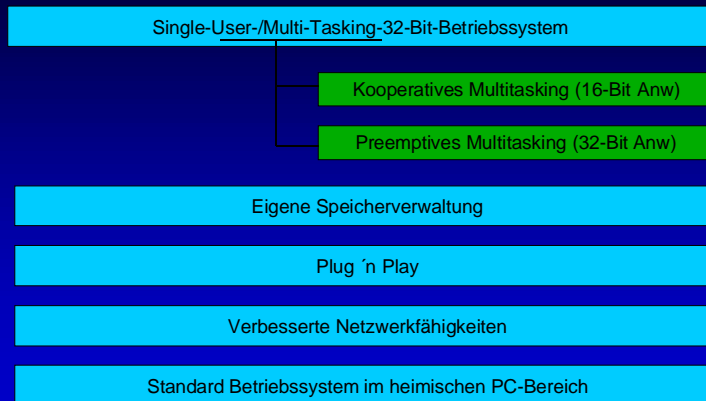 Single-User-/Multi-Tasking-32-Bit-Betriebssystem
Kooperatives Multitasking (16-Bit Anw)
Preemptives Multitasking (32-Bit Anw)
Eigene Speicherverwaltung
Plug ´n Play
Verbesserte Netzwerkfähigkeiten
Standard Betriebssystem im heimischen PC-Bereich